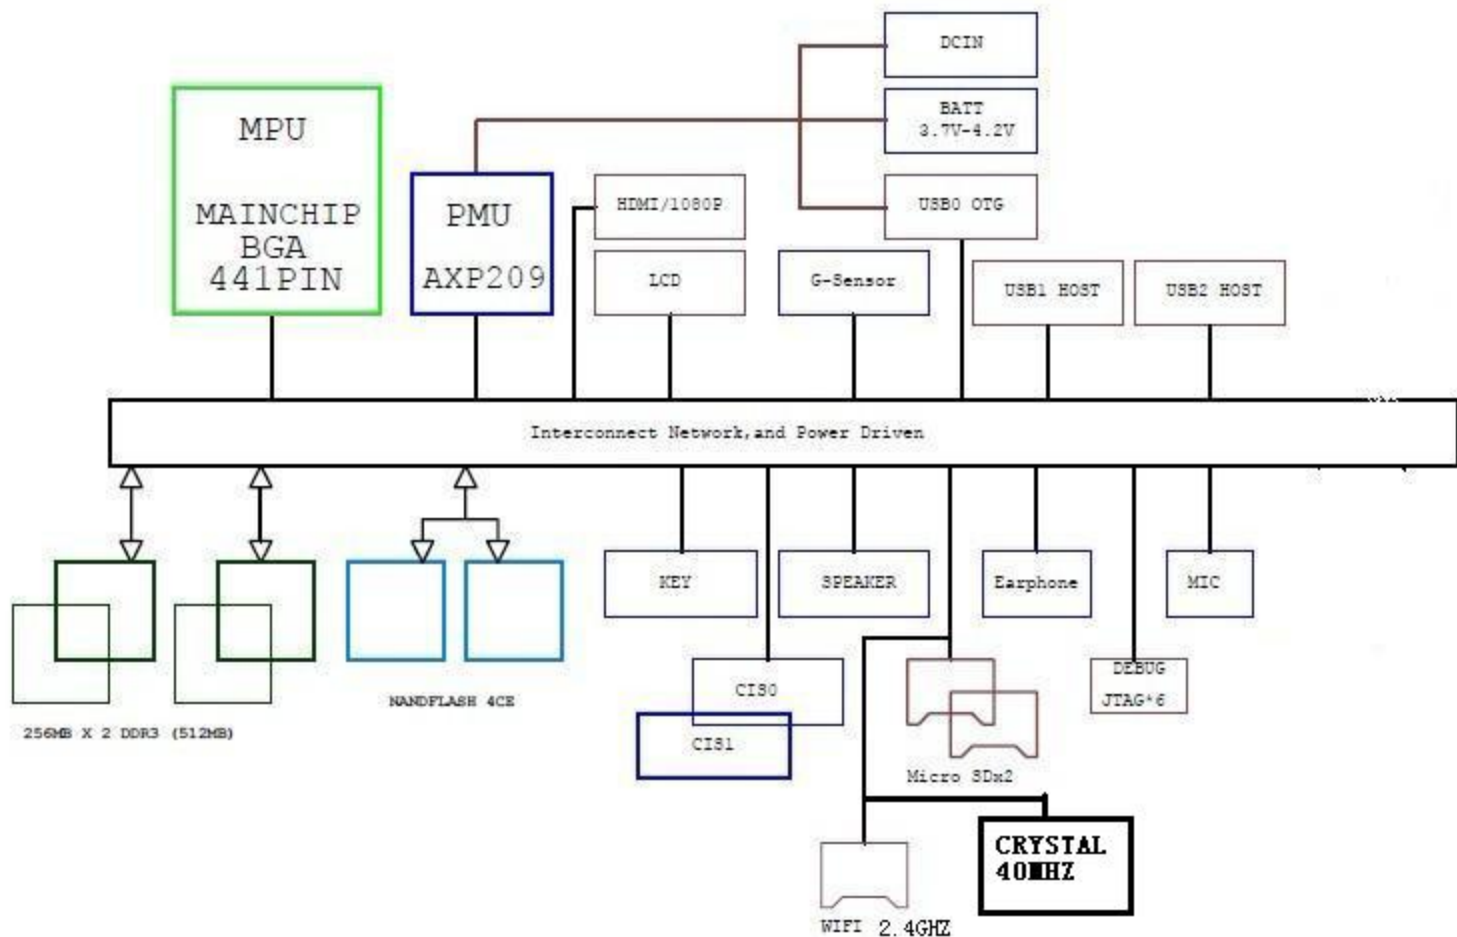 DCIN
BATT
3.7V-4.2V
MPU
MAINCHIP
BGA
441PIN
PMU
AXP209
HDMI/1080P
USB0 OTG
LCD
G-Sensor
USB1 HOST
USB2 HOST
Interconnect Network,and Power Driven
KEY
SPEAKER
Earphone
MIC
256MB X 2 DDR3 (512MB)
NANDFLASH 4CE
CIS0
CIS1
Micro SDx2
DEBUG
JTAG*6
CRYSTAL
40MHZ
WIFI 2.4GHZ